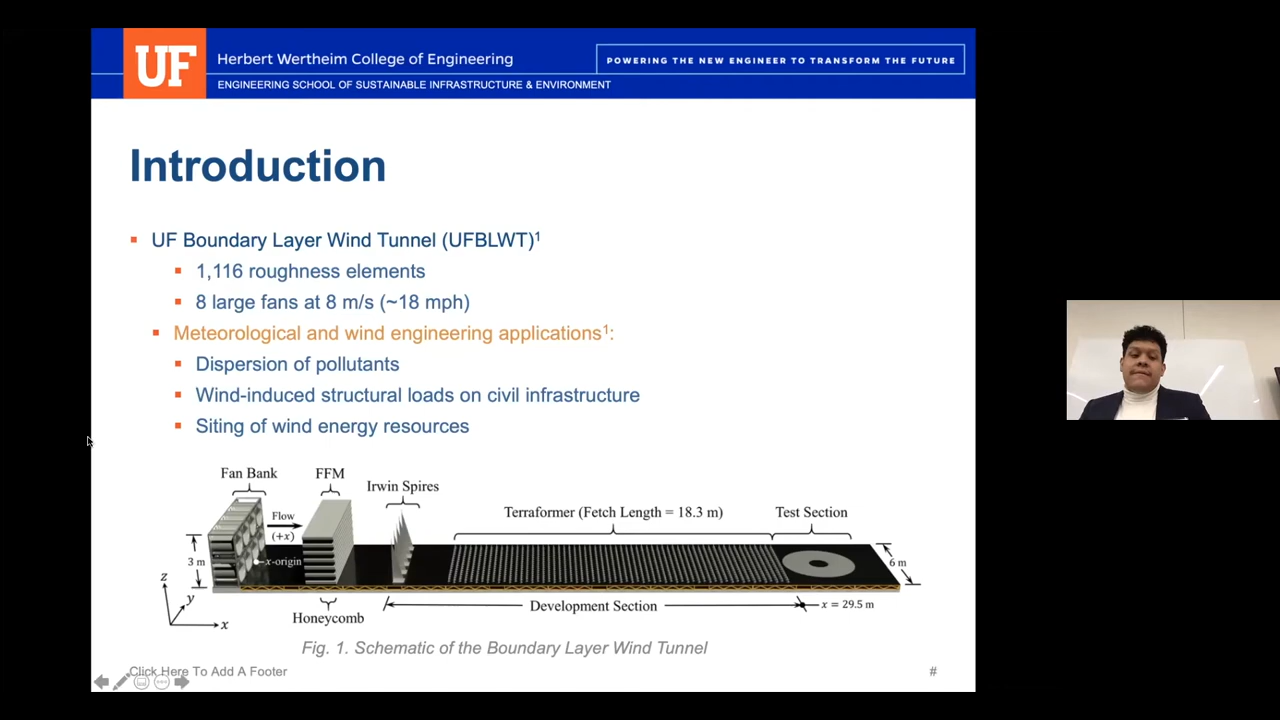 UF
Herbert Wertheim College of Engineering
POWERING THE NEW ENGINEER TO TRANSFORM THE FUTURE
ENGINEERING SCHOOL OF SUSTAINABLE INFRASTRUCTURE & ENVIRONMENT
Introduction
UF Boundary Layer Wind Tunnel (UFBLWT)¹
1,116 roughness elements
8 large fans at 8 m/s (~18 mph)
Meteorological and wind engineering applications¹:
Dispersion of pollutants
Wind-induced structural loads on civil infrastructure
Siting of wind energy resources
Fan Bank
FFM
Irwin Spires
Flow
(+x)
Terraformer (Fetch Length = 18.3 m)
Test Section
3 m
x-origin
6 m
z
y
x
Honeycomb
Development Section
x = 29.5 m
Fig. 1. Schematic of the Boundary Layer Wind Tunnel
Click Here To Add A Footer
#